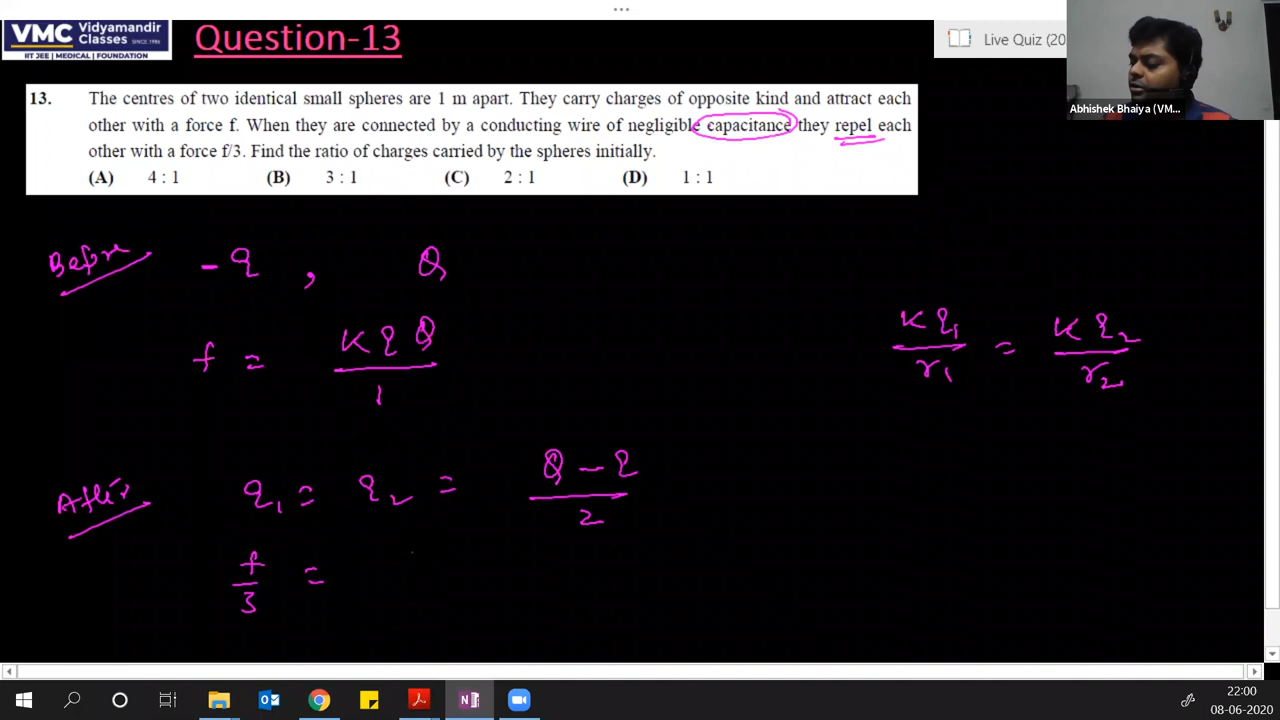 VMC Vidyamandir Classes SINCE 1986
IIT JEE | MEDICAL | FOUNDATION
Question-13
Live Quiz (20
Abhishek Bhaiya (VM...
13. The centres of two identical small spheres are 1 m apart. They carry charges of opposite kind and attract each
other with a force f. When they are connected by a conducting wire of negligible capacitance they repel each
other with a force f/3. Find the ratio of charges carried by the spheres initially.
(A) 4 : 1 (B) 3 : 1 (C) 2 : 1 (D) 1 : 1
Before - q , Q
f = K q Q / 1
K q1 / r1 = K q2 / r2
After q1 = q2 = Q - q / 2
f / 3 =
22:00
08-06-2020